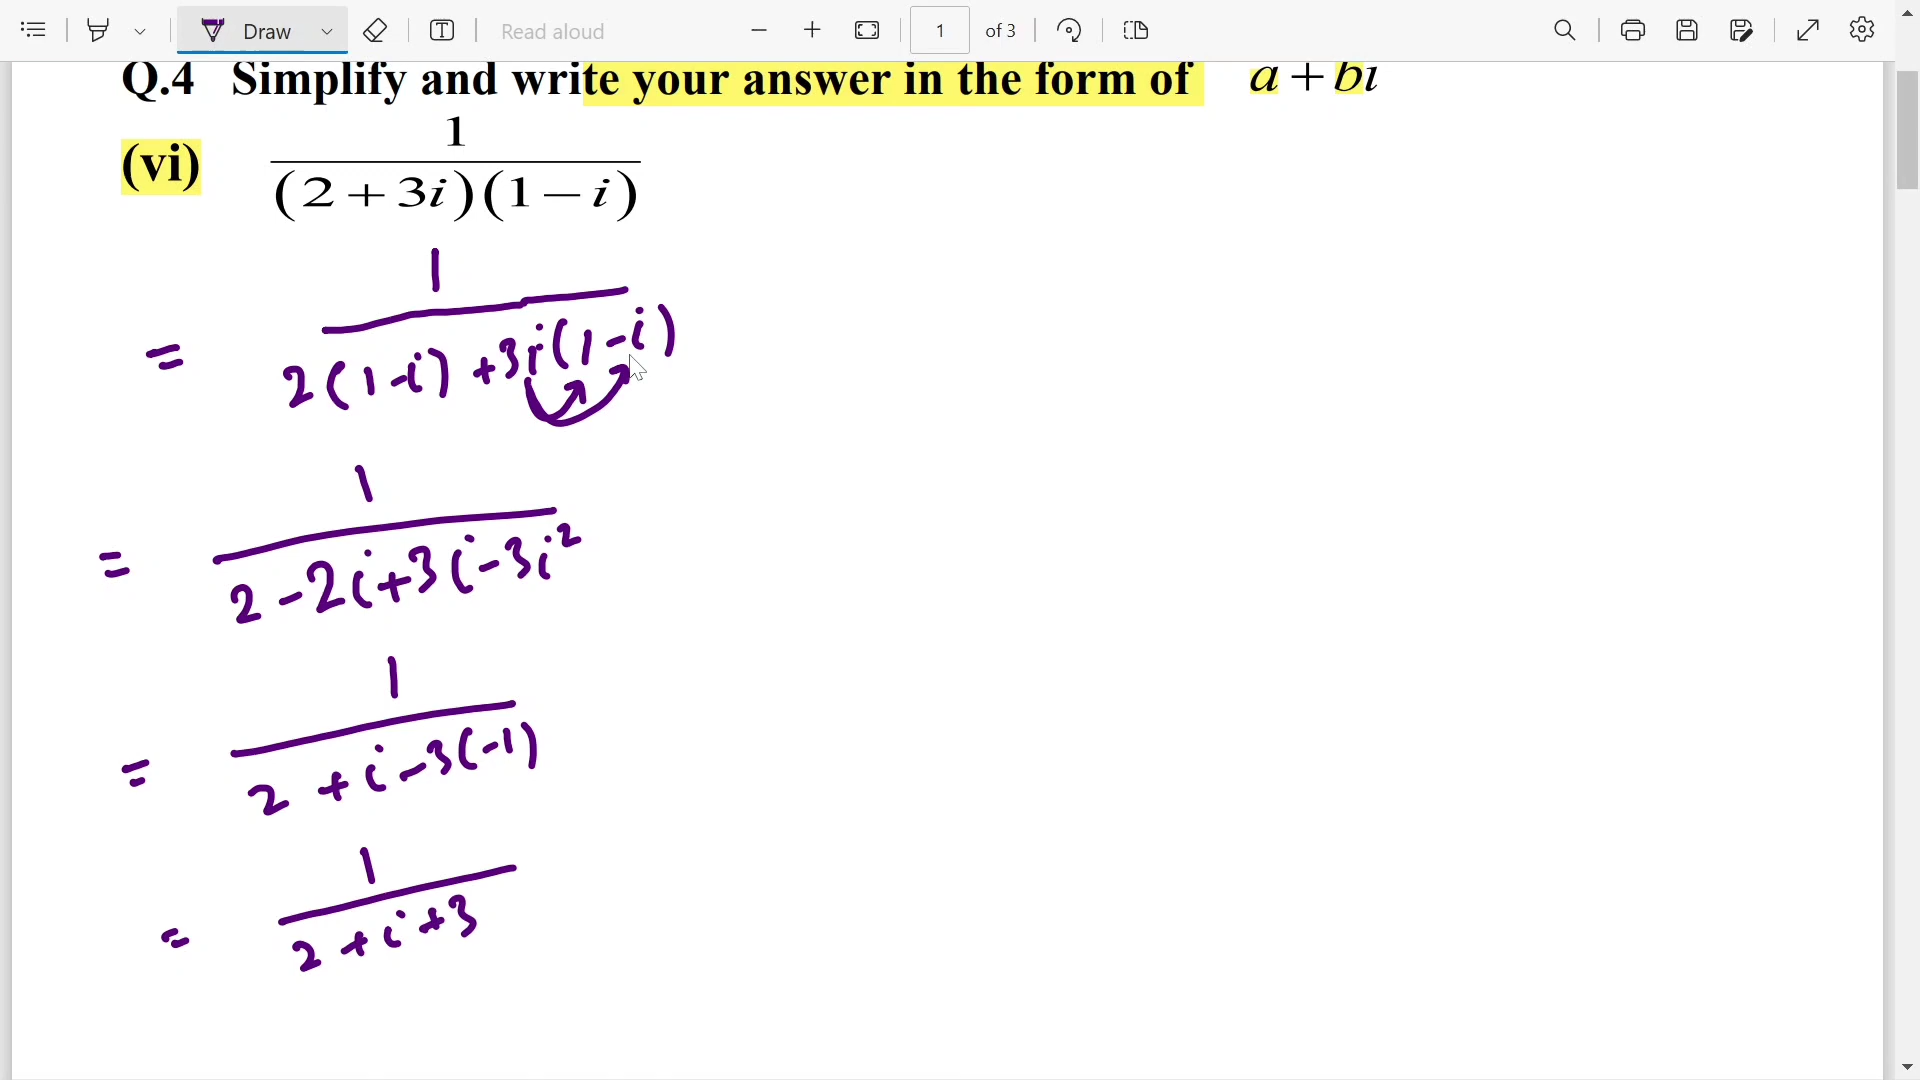 Draw
T
Read aloud
1 of 3
Q.4 Simplify and write your answer in the form of a + bi
(vi) 1
(2 + 3i)(1 − i)
1
= 2(1-i) +3i(1-i)
1
= 2-2i+3i-3i²
1
= 2 +i-3(-1)
1
= 2+i+3